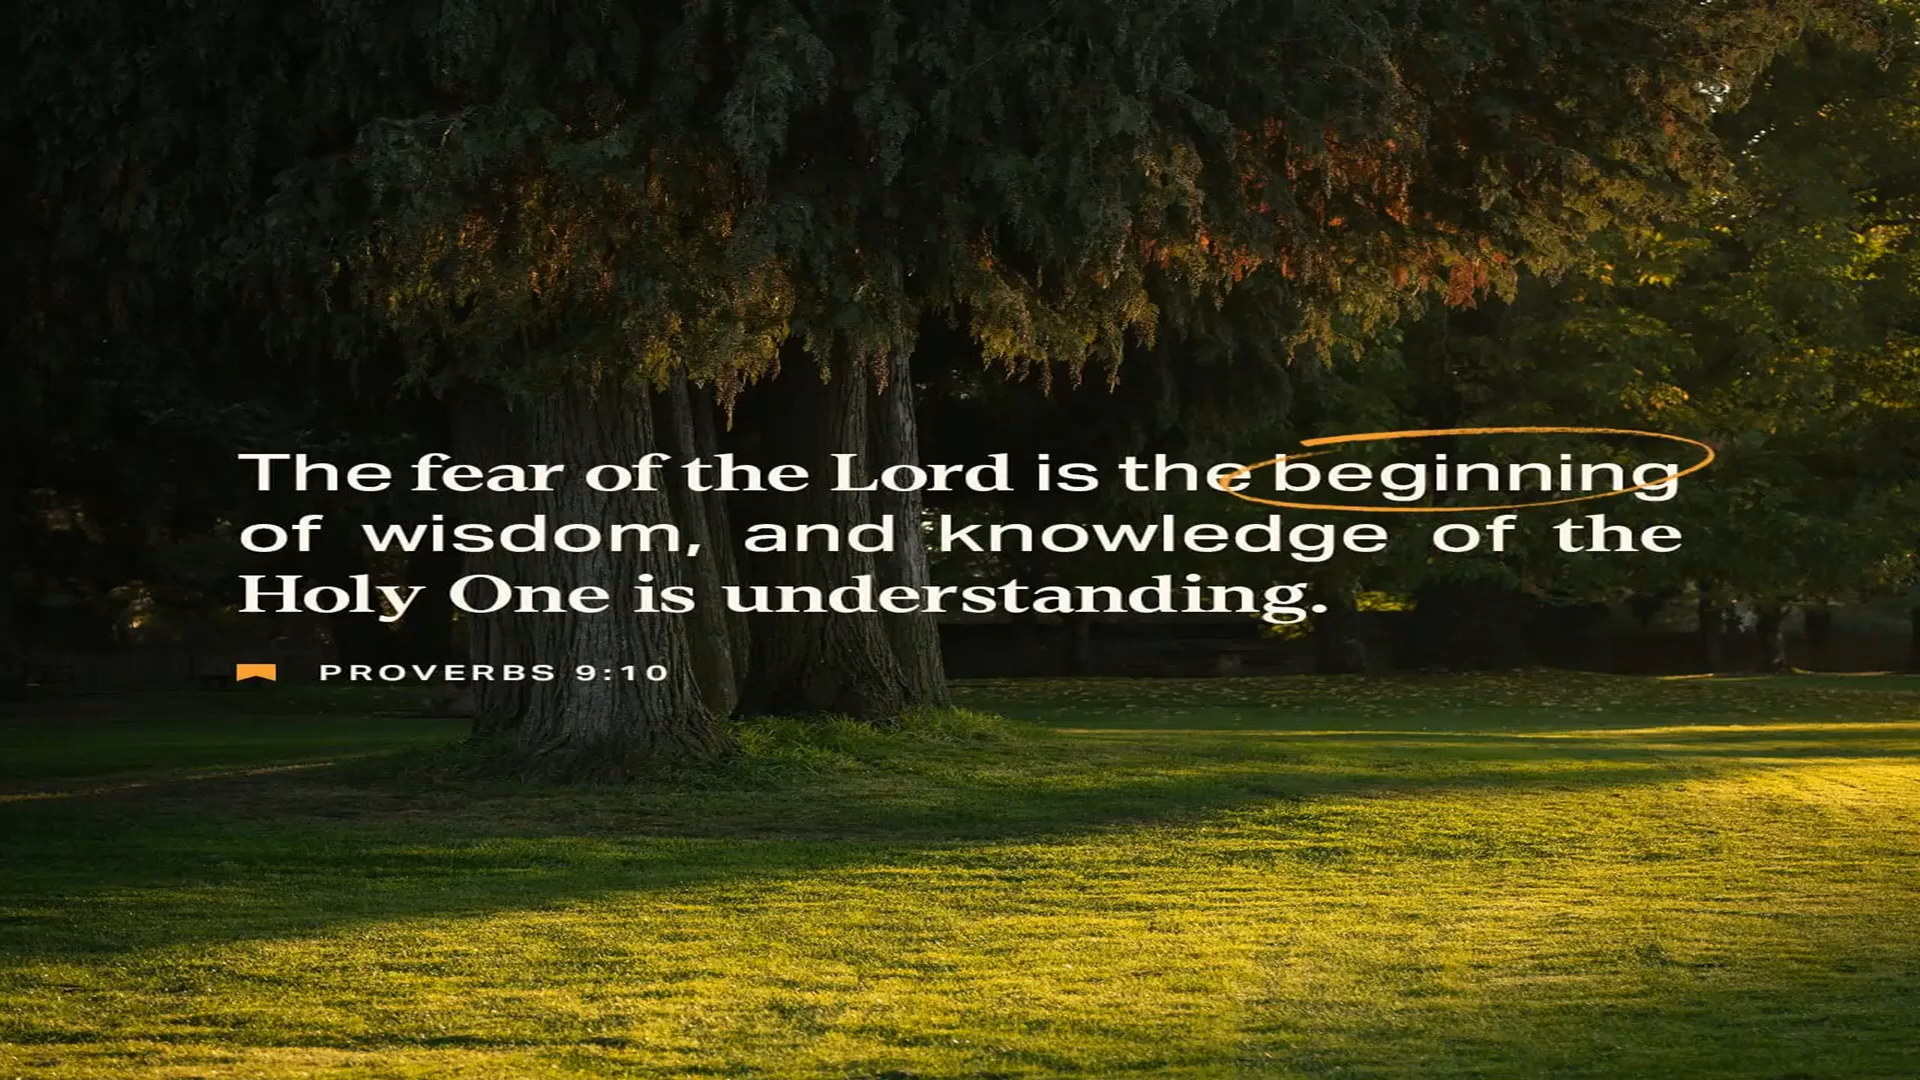 The fear of the Lord is the beginning
of wisdom, and knowledge of the
Holy One is understanding.
PROVERBS 9:10